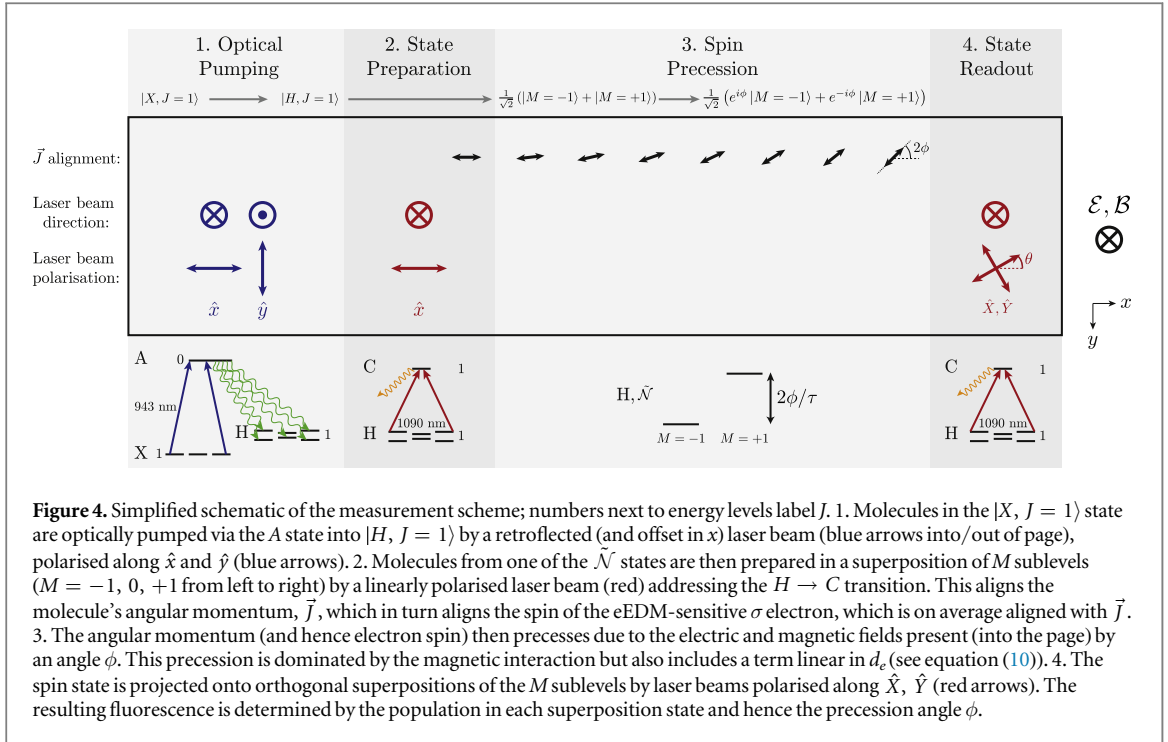 1. Optical
Pumping
2. State
Preparation
3. Spin
Precession
4. State
Readout
|X, J = 1⟩ ⟶ |H, J = 1⟩ ⟶ 1/√2 (|M = −1⟩ + |M = +1⟩) ⟶ 1/√2 (e^{iϕ} |M = −1⟩ + e^{−iϕ} |M = +1⟩)
J⃗ alignment:
2ϕ
Laser beam
direction:
ℰ, ℬ
Laser beam
polarisation:
θ
x̂ ŷ x̂ X̂, Ŷ
x
y
A 0
943 nm
H 1
X 1
C 1
1090 nm
H 1
H, Ñ
2ϕ/τ
M = −1 M = +1
C 1
1090 nm
H 1
Figure 4. Simplified schematic of the measurement scheme; numbers next to energy levels label J. 1. Molecules in the |X, J = 1⟩ state
are optically pumped via the A state into |H, J = 1⟩ by a retroflected (and offset in x) laser beam (blue arrows into/out of page),
polarised along x̂ and ŷ (blue arrows). 2. Molecules from one of the Ñ states are then prepared in a superposition of M sublevels
(M = −1, 0, +1 from left to right) by a linearly polarised laser beam (red) addressing the H → C transition. This aligns the
molecule's angular momentum, J⃗, which in turn aligns the spin of the eEDM-sensitive σ electron, which is on average aligned with J⃗.
3. The angular momentum (and hence electron spin) then precesses due to the electric and magnetic fields present (into the page) by
an angle ϕ. This precession is dominated by the magnetic interaction but also includes a term linear in d_e (see equation (10)). 4. The
spin state is projected onto orthogonal superpositions of the M sublevels by laser beams polarised along X̂, Ŷ (red arrows). The
resulting fluorescence is determined by the population in each superposition state and hence the precession angle ϕ.